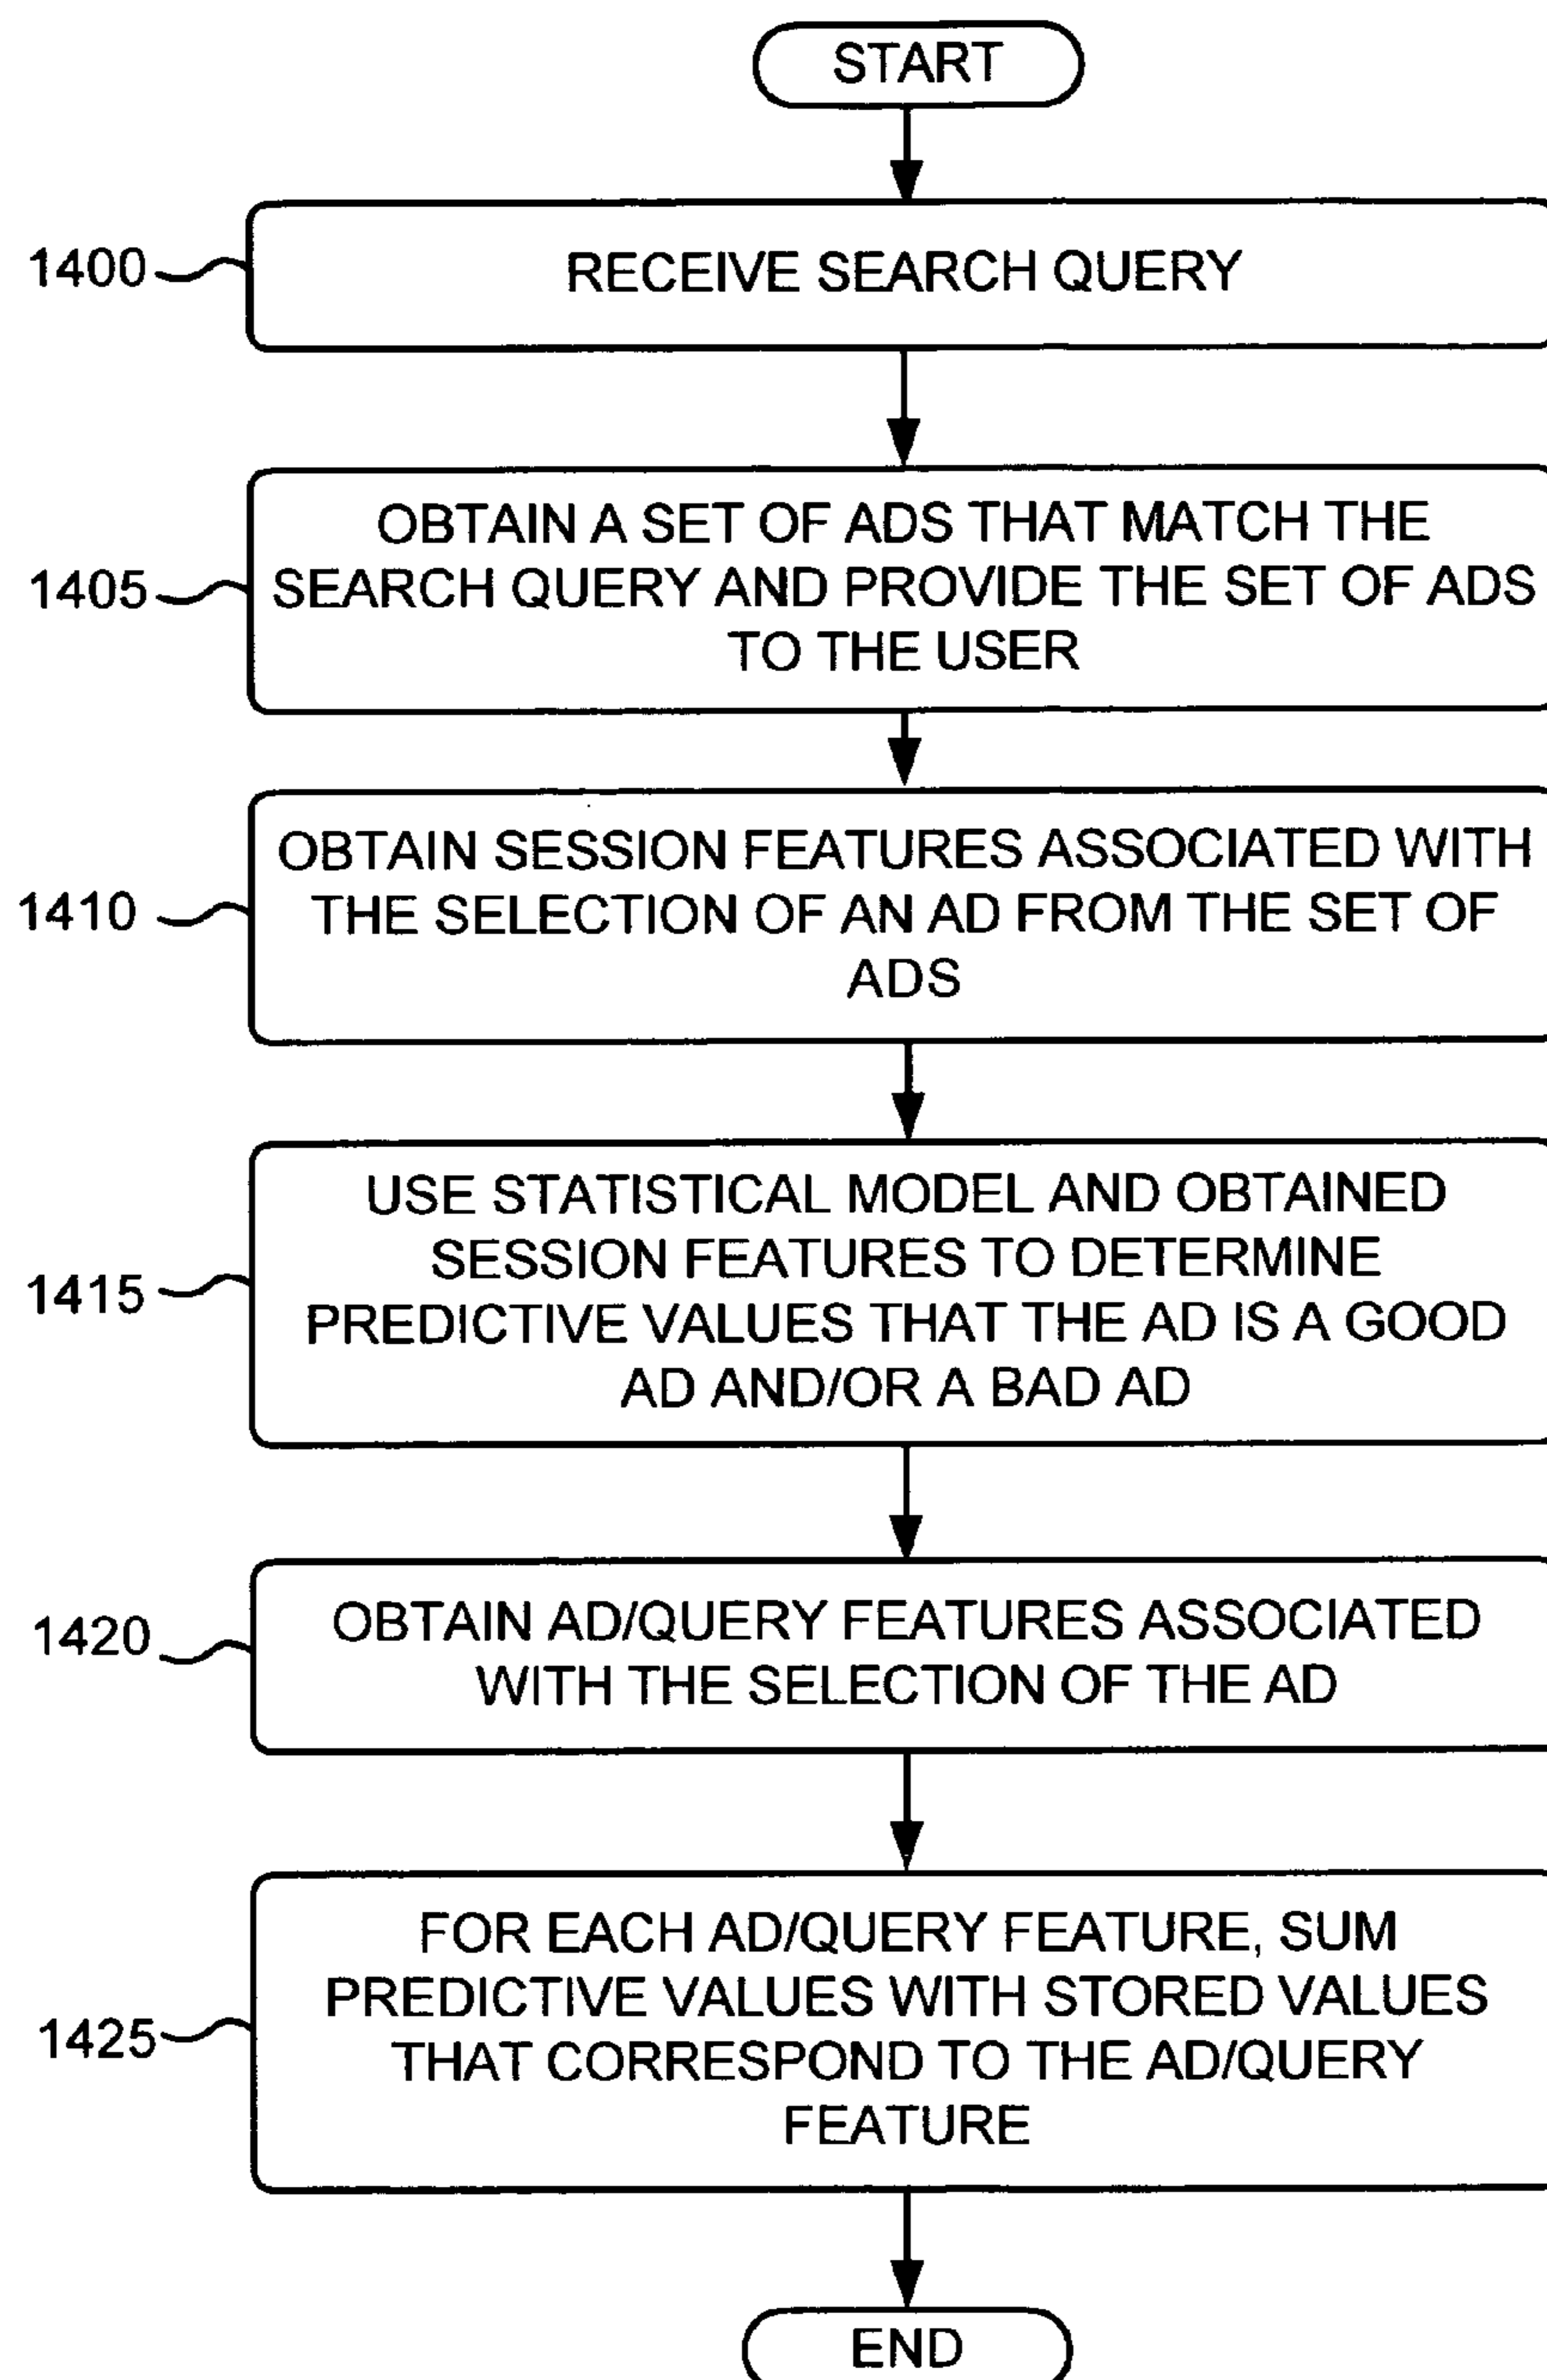 START
1400
RECEIVE SEARCH QUERY
OBTAIN A SET OF ADS THAT MATCH THE
1405
SEARCH QUERY AND PROVIDE THE SET OF ADS
TO THE USER
OBTAIN SESSION FEATURES ASSOCIATED WITH
1410
THE SELECTION OF AN AD FROM THE SET OF
ADS
USE STATISTICAL MODEL AND OBTAINED
SESSION FEATURES TO DETERMINE
1415
PREDICTIVE VALUES THAT THE AD IS A GOOD
AD AND/OR A BAD AD
1420
OBTAIN AD/QUERY FEATURES ASSOCIATED
WITH THE SELECTION OF THE AD
FOR EACH AD/QUERY FEATURE, SUM
PREDICTIVE VALUES WITH STORED VALUES
1425
THAT CORRESPOND TO THE AD/QUERY
FEATURE
END